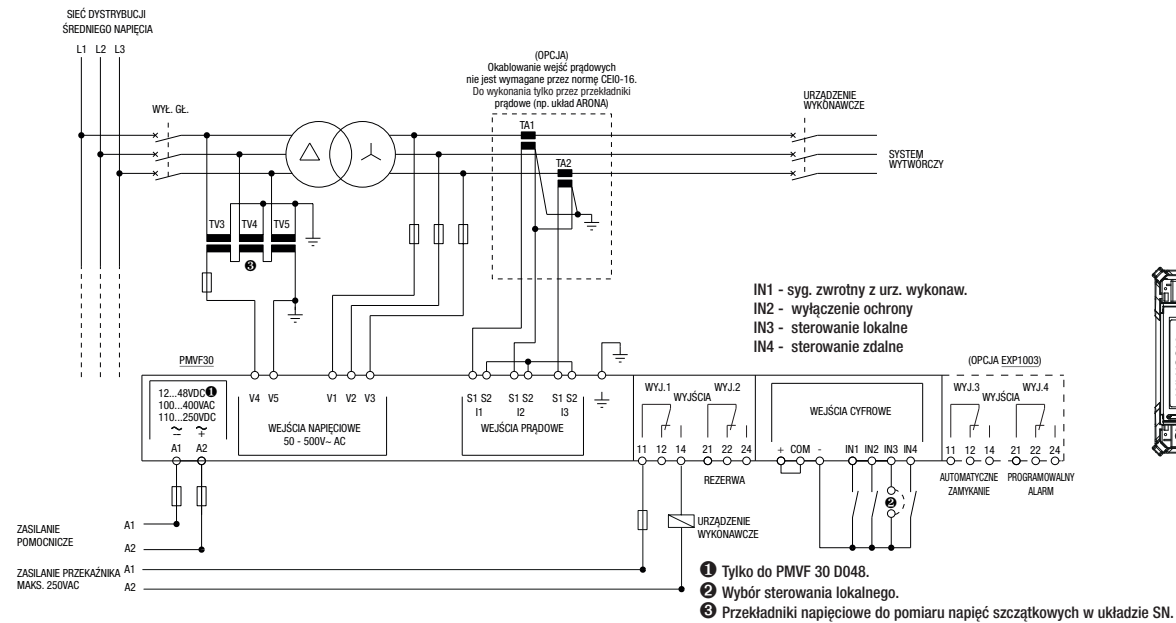 SIEĆ DYSTRYBUCJI
ŚREDNIEGO NAPIĘCIA
L1 L2 L3
WYŁ. GŁ.
(OPCJA)
Okablowanie wejść prądowych
nie jest wymagane przez normę CEI0-16.
Do wykonania tylko przez przekładniki
prądowe (np. układ ARONA)
TA1
TA2
URZĄDZENIE
WYKONAWCZE
SYSTEM
WYTWÓRCZY
TV3 TV4 TV5
❸
IN1 - syg. zwrotny z urz. wykonaw.
IN2 - wyłączenie ochrony
IN3 - sterowanie lokalne
IN4 - sterowanie zdalne
PMVF30
(OPCJA EXP1003)
12...48VDC❶
100...400VAC
110...250VDC
~ ~
– +
A1 A2
V4 V5 V1 V2 V3
WEJŚCIA NAPIĘCIOWE
50 - 500V~ AC
S1 S2 S1 S2 S1 S2
I1 I2 I3
WEJŚCIA PRĄDOWE
WYJ.1 WYJ.2
WYJŚCIA
11 12 14 21 22 24
REZERWA
WEJŚCIA CYFROWE
+ COM - IN1 IN2 IN3 IN4
❷
WYJ.3 WYJ.4
WYJŚCIA
11 12 14 21 22 24
AUTOMATYCZNE
ZAMYKANIE
PROGRAMOWALNY
ALARM
ZASILANIE
POMOCNICZE
A1
A2
URZĄDZENIE
WYKONAWCZE
ZASILANIE PRZEKAŹNIKA
MAKS. 250VAC
A1
A2
❶ Tylko do PMVF 30 D048.
❷ Wybór sterowania lokalnego.
❸ Przekładniki napięciowe do pomiaru napięć szczątkowych w układzie SN.